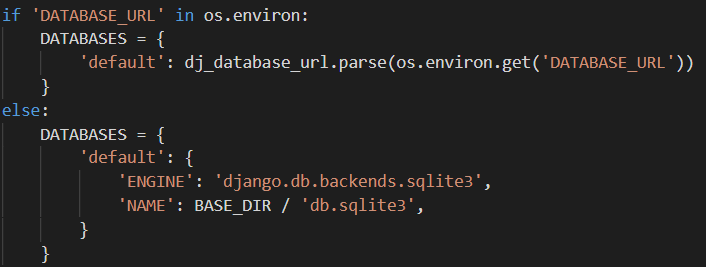 if 'DATABASE_URL' in os.environ:
    DATABASES = {
        'default': dj_database_url.parse(os.environ.get('DATABASE_URL'))
    }
else:
    DATABASES = {
        'default': {
            'ENGINE': 'django.db.backends.sqlite3',
            'NAME': BASE_DIR / 'db.sqlite3',
        }
    }